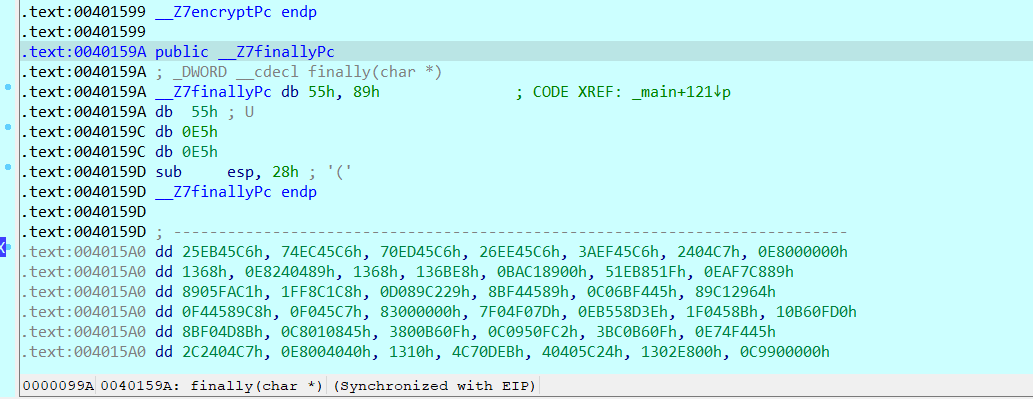 .text:00401599 __Z7encryptPc endp
.text:00401599
.text:0040159A public __Z7finallyPc
.text:0040159A ; _DWORD __cdecl finally(char *)
.text:0040159A __Z7finallyPc db 55h, 89h ; CODE XREF: _main+121↓p
.text:0040159A db 55h ; U
.text:0040159C db 0E5h
.text:0040159C db 0E5h
.text:0040159D sub esp, 28h ; '('
.text:0040159D __Z7finallyPc endp
.text:0040159D
.text:0040159D ; ---------------------------------------------------------------------------
.text:004015A0 dd 25EB45C6h, 74EC45C6h, 70ED45C6h, 26EE45C6h, 3AEF45C6h, 2404C7h, 0E8000000h
.text:004015A0 dd 1368h, 0E8240489h, 1368h, 136BE8h, 0BAC18900h, 51EB851Fh, 0EAF7C889h
.text:004015A0 dd 8905FAC1h, 1FF8C1C8h, 0D089C229h, 8BF44589h, 0C06BF445h, 89C12964h
.text:004015A0 dd 0F44589C8h, 0F045C7h, 83000000h, 7F04F07Dh, 0EB558D3Eh, 1F0458Bh, 10B60FD0h
.text:004015A0 dd 8BF04D8Bh, 0C8010845h, 3800B60Fh, 0C0950FC2h, 3BC0B60Fh, 0E74F445h
.text:004015A0 dd 2C2404C7h, 0E8004040h, 1310h, 4C70DEBh, 40405C24h, 1302E800h, 0C9900000h
0000099A 0040159A: finally(char *) (Synchronized with EIP)